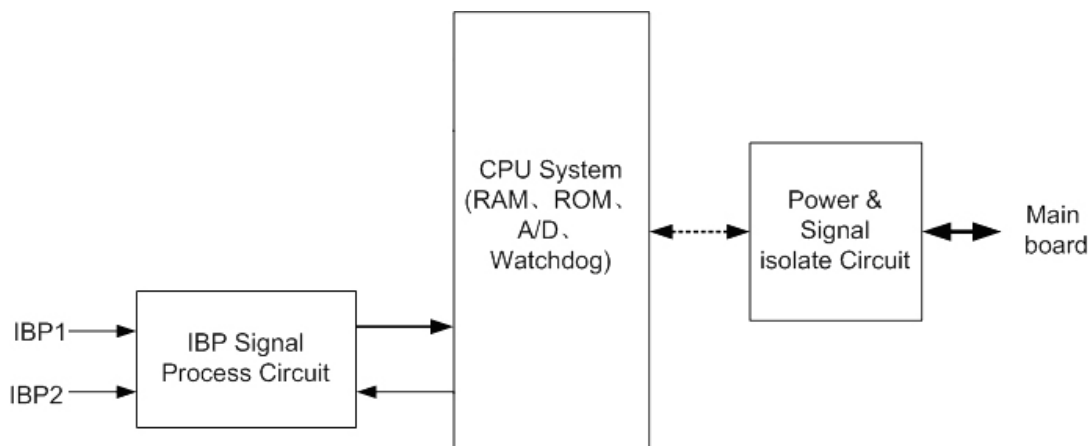 IBP1
IBP2
IBP Signal
Process Circuit
CPU System
(RAM、ROM、
A/D、
Watchdog)
Power &
Signal
isolate Circuit
Main
board